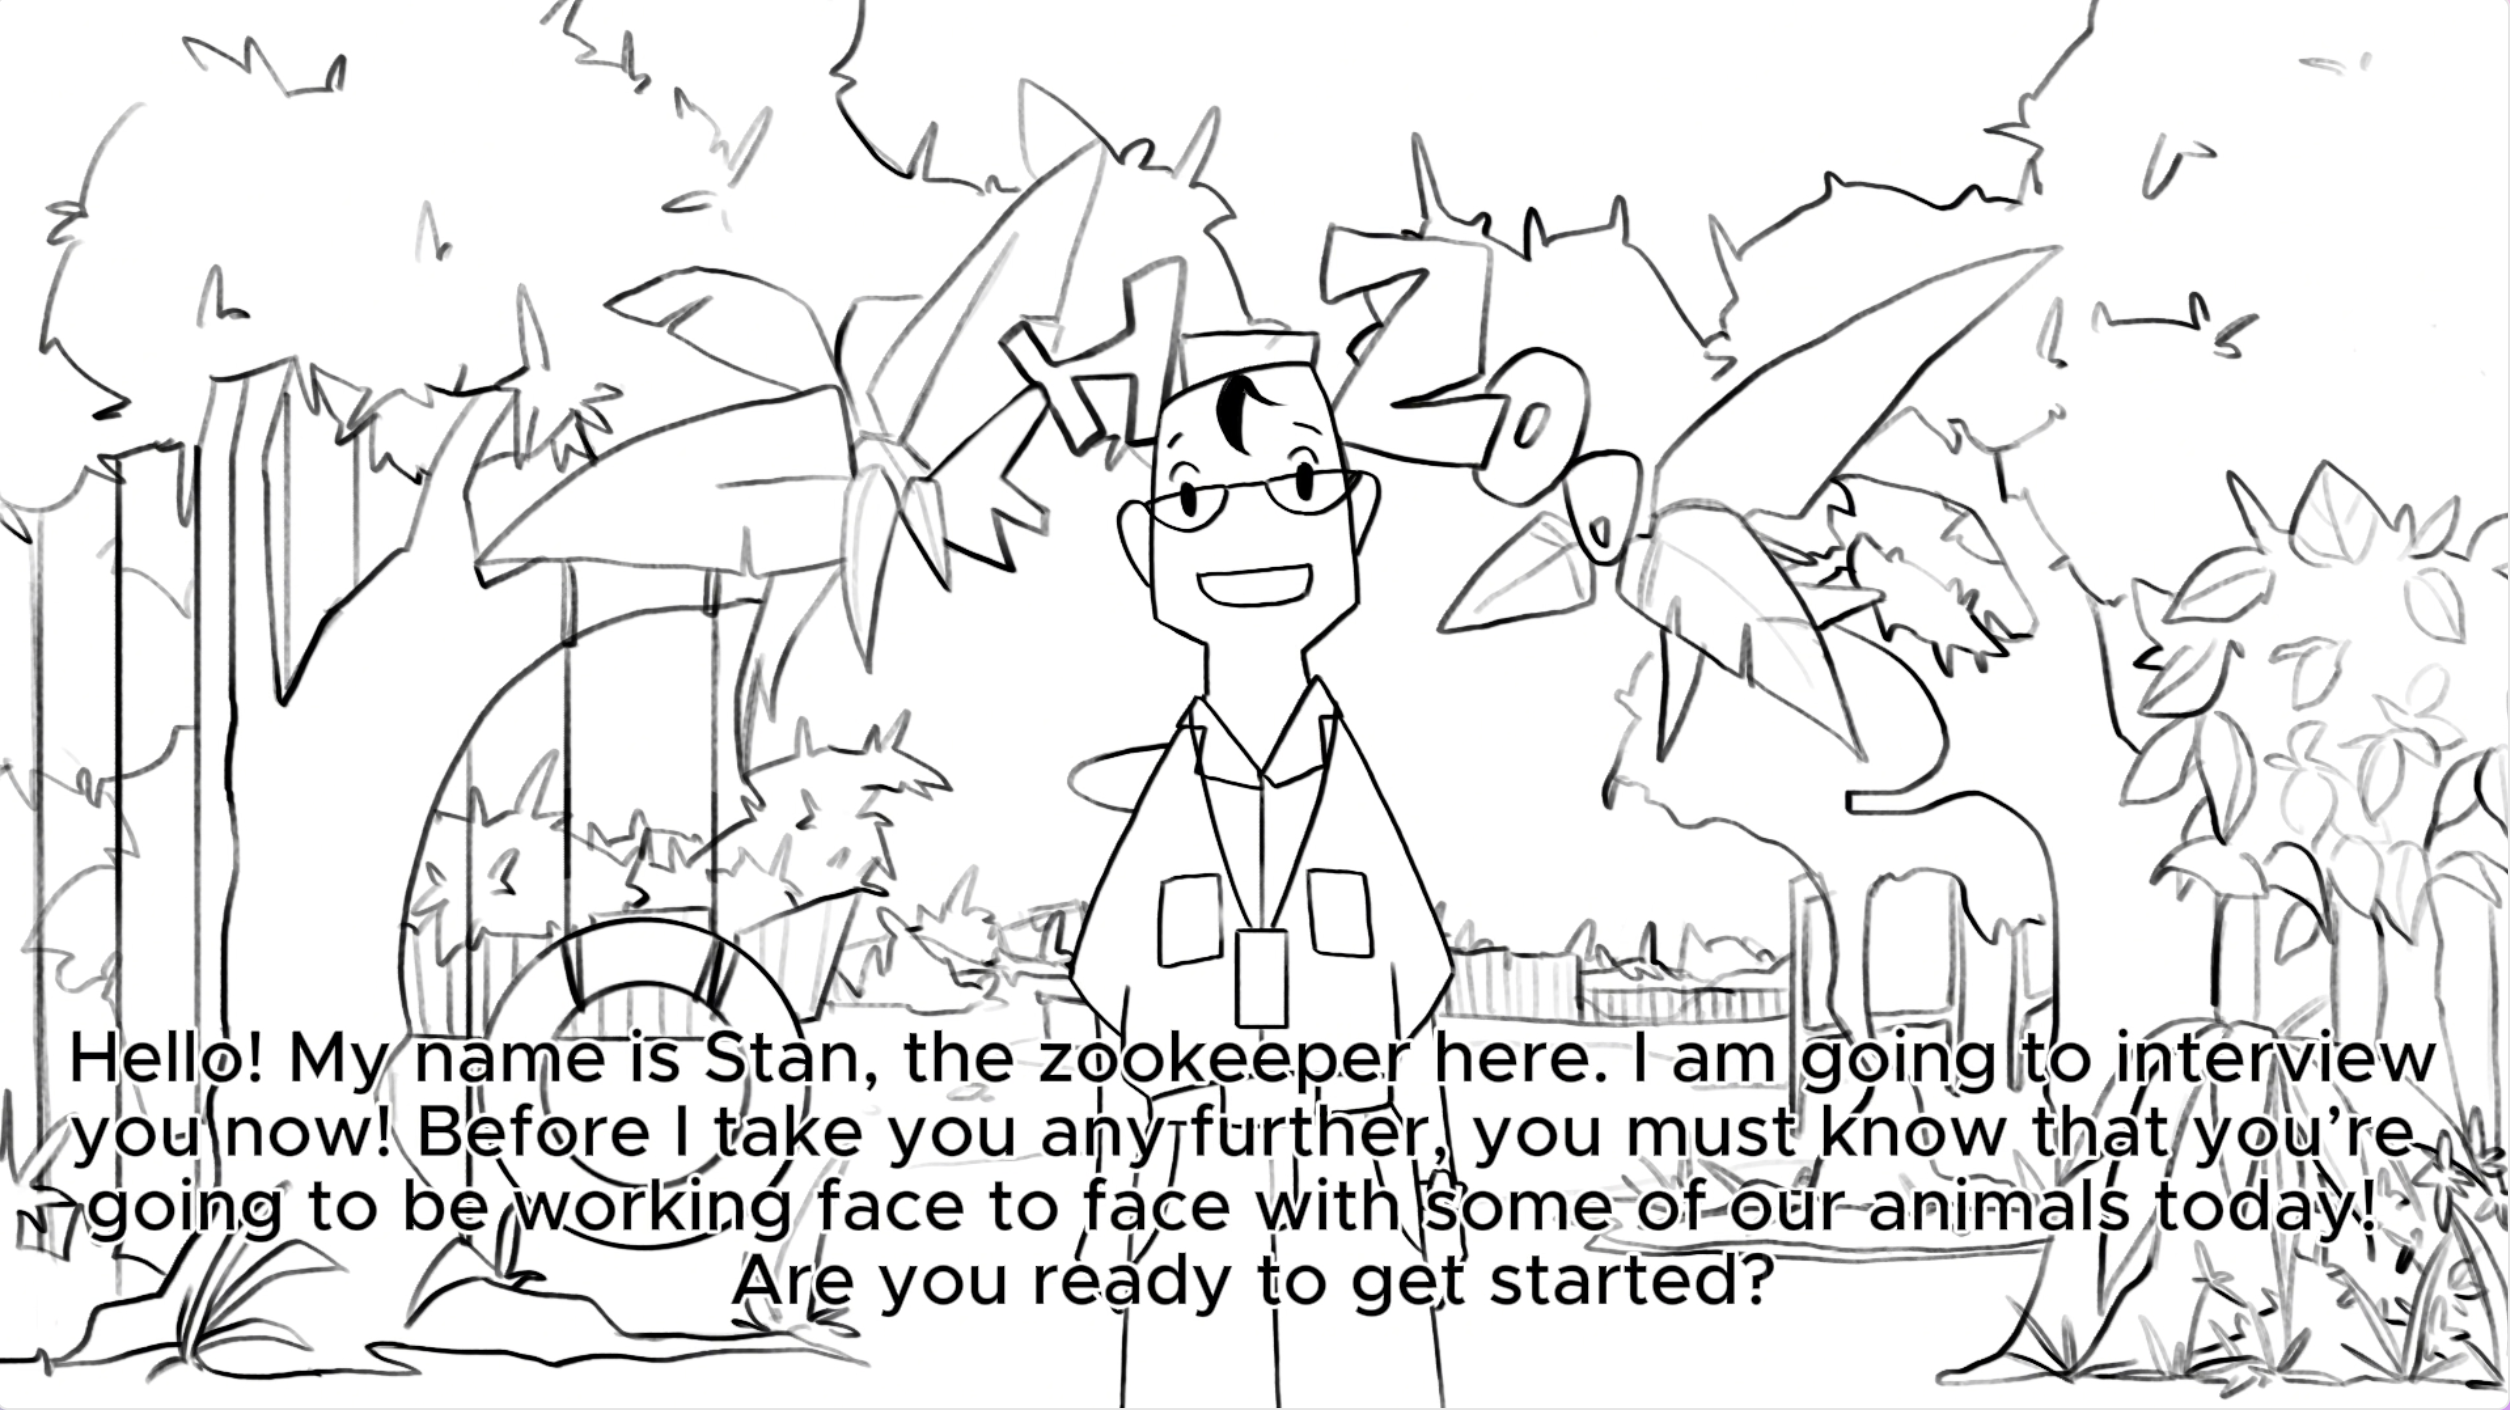 Zoo
Hello! My name is Stan, the zookeeper here. I am going to interview
you now! Before I take you any further, you must know that you’re
going to be working face to face with some of our animals today!
Are you ready to get started?